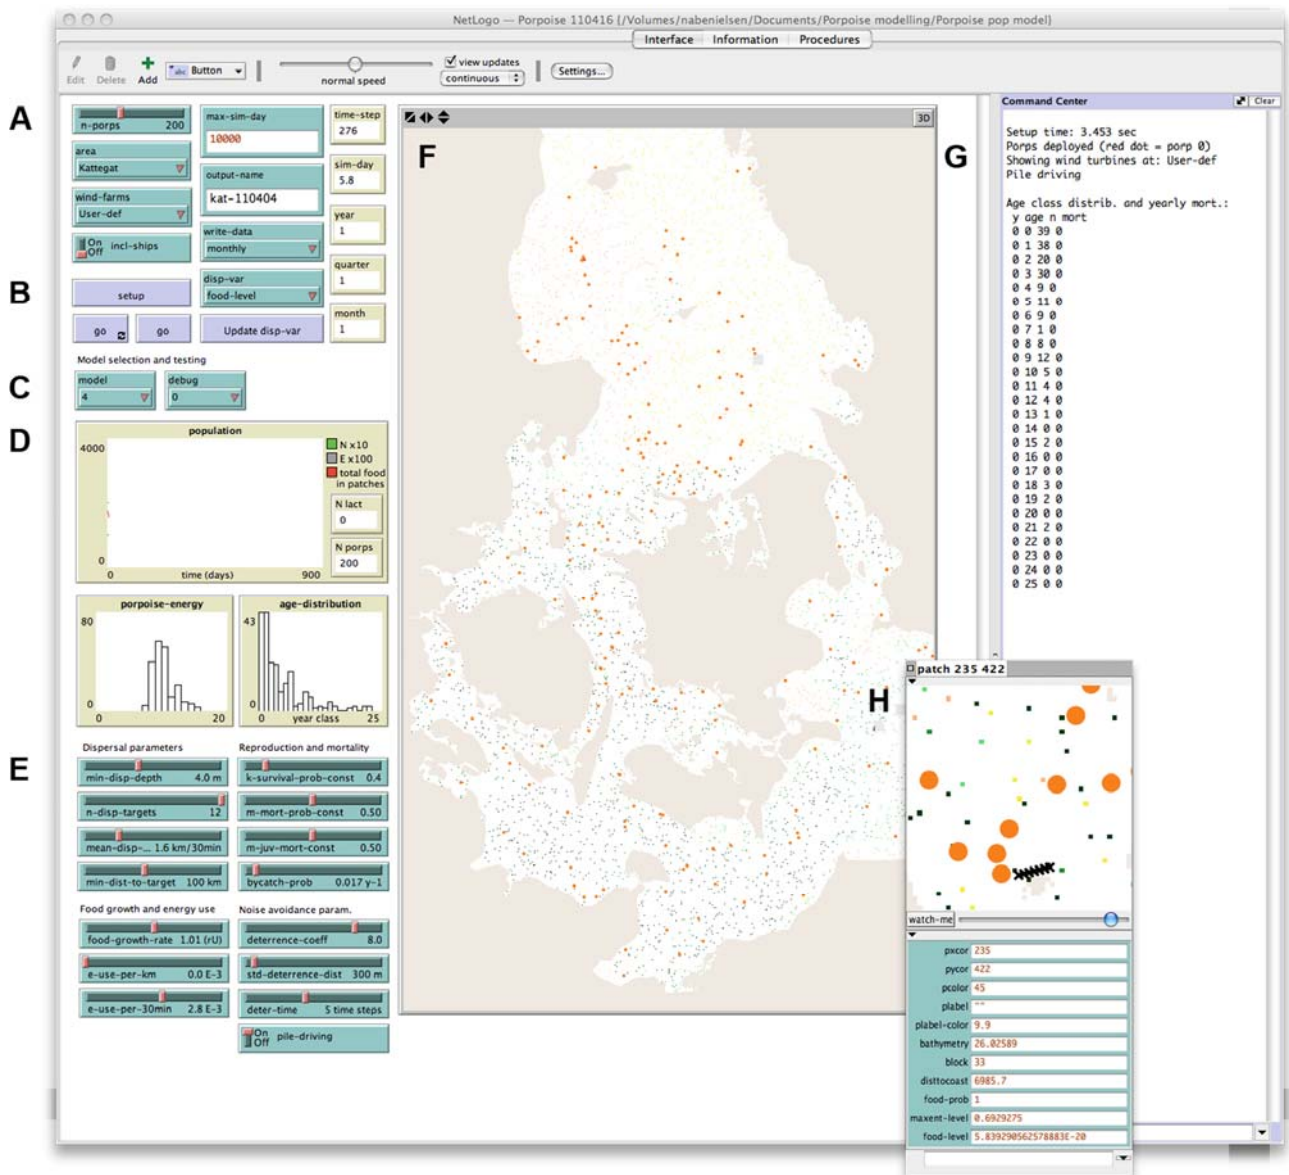 NetLogo — Porpoise 110416 {/Volumes/nabenielsen/Documents/Porpoise modelling/Porpoise pop model}
Interface Information Procedures
Edit Delete Add
abc Button
normal speed
view updates
continuous
Settings...
A
n-porps 200
area
Kattegat
wind-farms
User-def
On
Off incl-ships
max-sim-day
10000
output-name
kat-110404
write-data
monthly
disp-var
food-level
time-step
276
sim-day
5.8
year
1
quarter
1
month
1
B
setup
go go
Update disp-var
Model selection and testing
C
model
4
debug
0
D
population
4000
0
0 time (days) 900
N x10
E x100
total food
in patches
N lact
0
N porps
200
porpoise-energy
80
0
0 20
age-distribution
43
0
0 year class 25
E
Dispersal parameters
min-disp-depth 4.0 m
n-disp-targets 12
mean-disp-... 1.6 km/30min
min-dist-to-target 100 km
Reproduction and mortality
k-survival-prob-const 0.4
m-mort-prob-const 0.50
m-juv-mort-const 0.50
bycatch-prob 0.017 y-1
Food growth and energy use
food-growth-rate 1.01 (rU)
e-use-per-km 0.0 E-3
e-use-per-30min 2.8 E-3
Noise avoidance param.
deterrence-coeff 8.0
std-deterrence-dist 300 m
deter-time 5 time steps
On
Off pile-driving
F
3D
G
Command Center
Clear
Setup time: 3.453 sec
Porps deployed (red dot = porp 0)
Showing wind turbines at: User-def
Pile driving
Age class distrib. and yearly mort.:
y age n mort
0 0 39 0
0 1 38 0
0 2 20 0
0 3 30 0
0 4 9 0
0 5 11 0
0 6 9 0
0 7 1 0
0 8 8 0
0 9 12 0
0 10 5 0
0 11 4 0
0 12 4 0
0 13 1 0
0 14 0 0
0 15 2 0
0 16 0 0
0 17 0 0
0 18 3 0
0 19 2 0
0 20 0 0
0 21 2 0
0 22 0 0
0 23 0 0
0 24 0 0
0 25 0 0
H
patch 235 422
watch-me
pxcor 235
pycor 422
pcolor 45
plabel ""
plabel-color 9.9
bathymetry 26.02589
block 33
disttocoast 6985.7
food-prob 1
maxent-level 0.6929275
food-level 5.839290562578883E-20